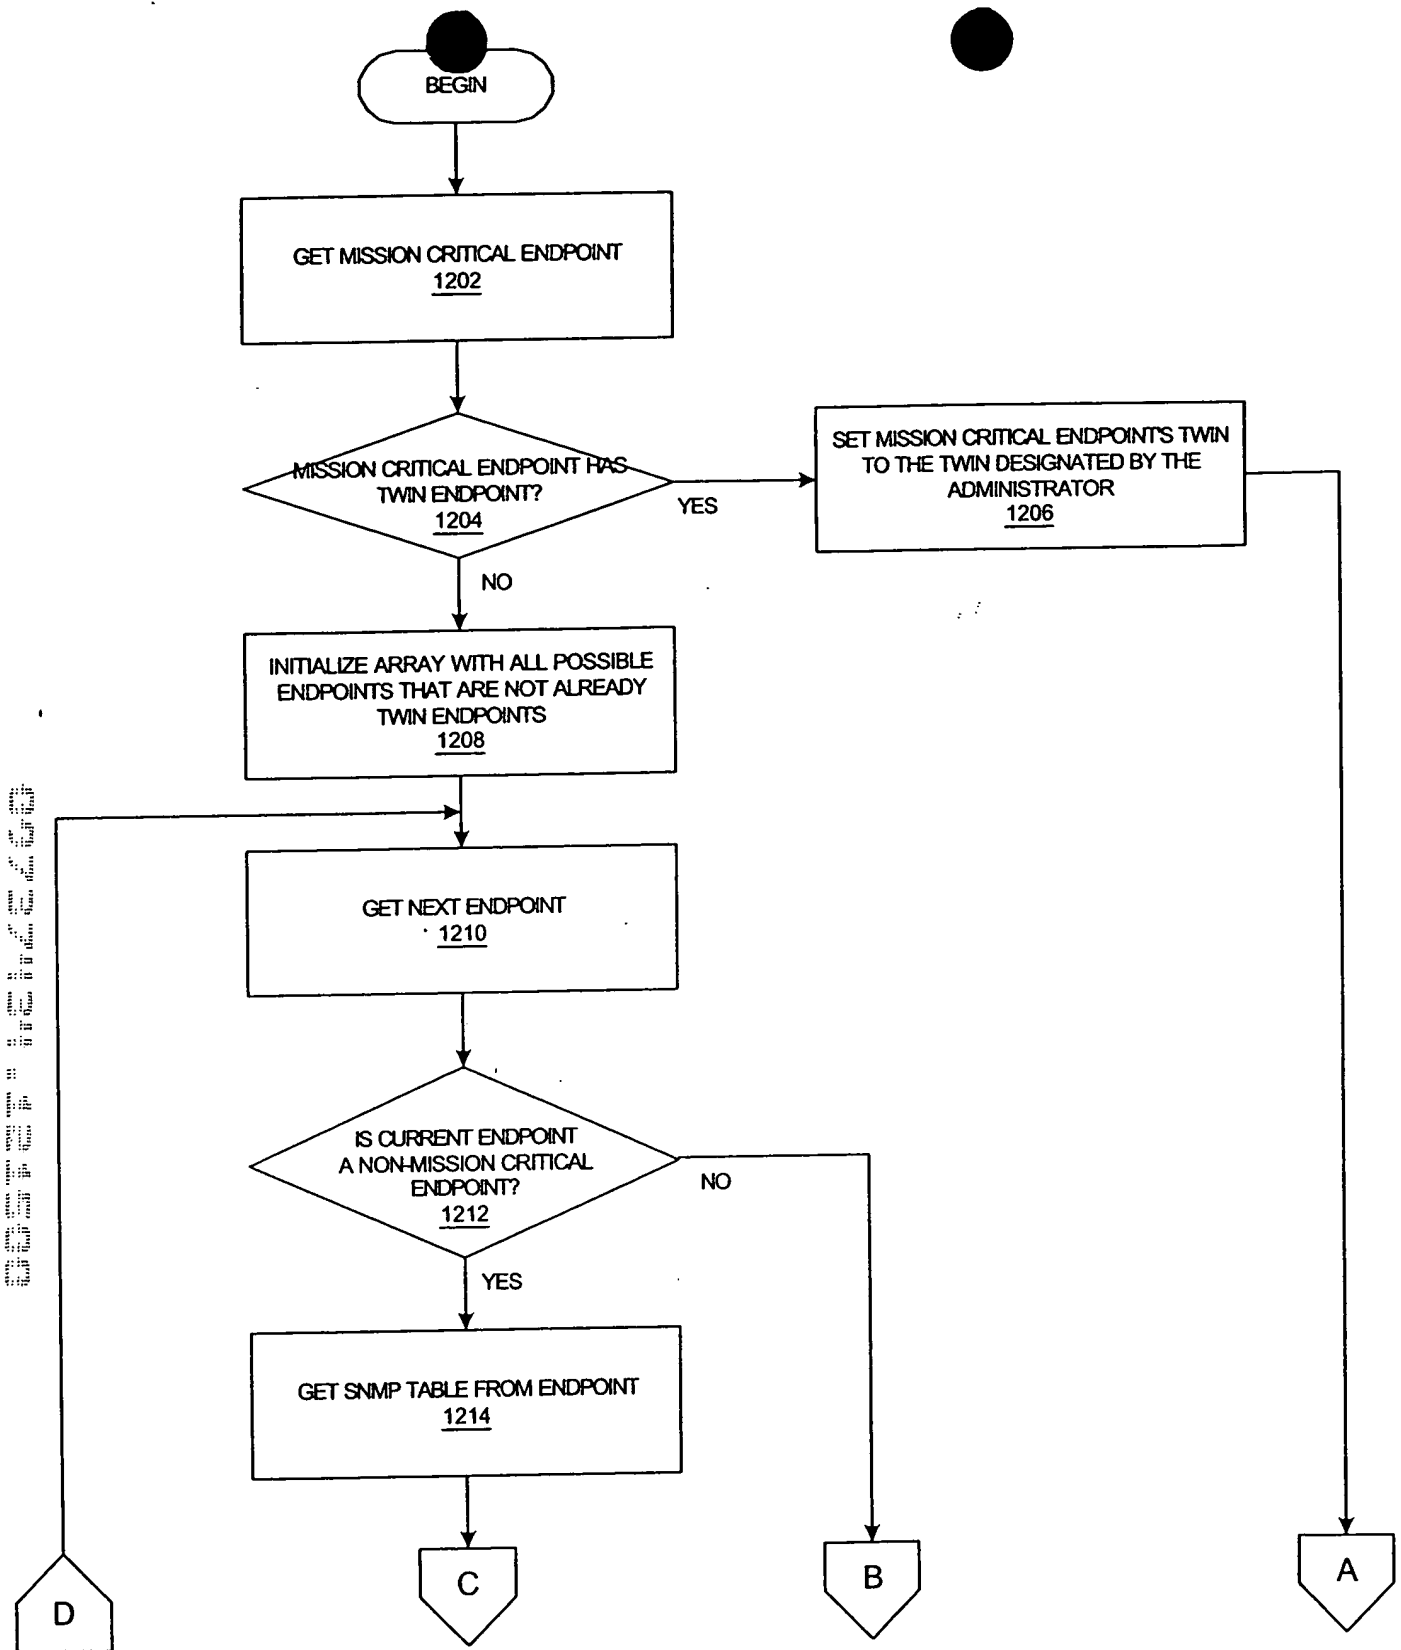 BEGIN
GET MISSION CRITICAL ENDPOINT
1202
MISSION CRITICAL ENDPOINT HAS
TWIN ENDPOINT?
1204
YES
SET MISSION CRITICAL ENDPOINT'S TWIN
TO THE TWIN DESIGNATED BY THE
ADMINISTRATOR
1206
NO
INITIALIZE ARRAY WITH ALL POSSIBLE
ENDPOINTS THAT ARE NOT ALREADY
TWIN ENDPOINTS
1208
GET NEXT ENDPOINT
1210
IS CURRENT ENDPOINT
A NON-MISSION CRITICAL
ENDPOINT?
1212
NO
YES
GET SNMP TABLE FROM ENDPOINT
1214
D
C
B
A